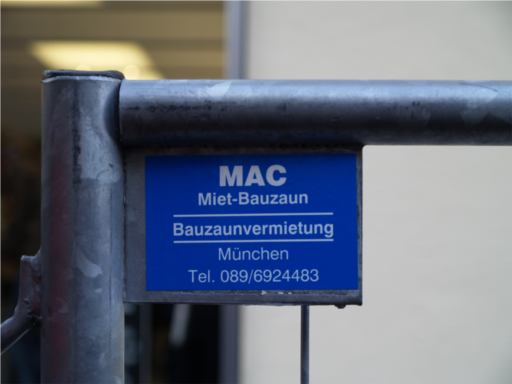 MAC
Miet-Bauzaun
Bauzaunvermietung
München
Tel. 089/6924483